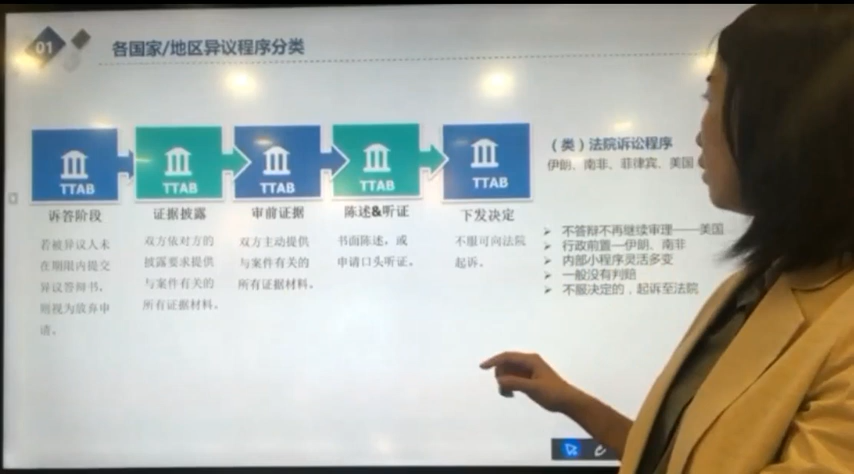 01
各国家/地区异议程序分类
TTAB
TTAB
TTAB
TTAB
TTAB
诉答阶段
若被异议人未
在期限内提交
异议答辩书，
则视为放弃申
请。
证据披露
双方依对方的
披露要求提供
与案件有关的
所有证据材料。
审前证据
双方主动提供
与案件有关的
所有证据材料。
陈述&听证
书面陈述，或
申请口头听证。
下发决定
不服可向法院
起诉。
（类）法院诉讼程序
伊朗、南非、菲律宾、美国
不答辩不再继续审理——美国
行政前置—伊朗、南非
内部小程序灵活多变
一般没有判赔
不服决定的，起诉至法院